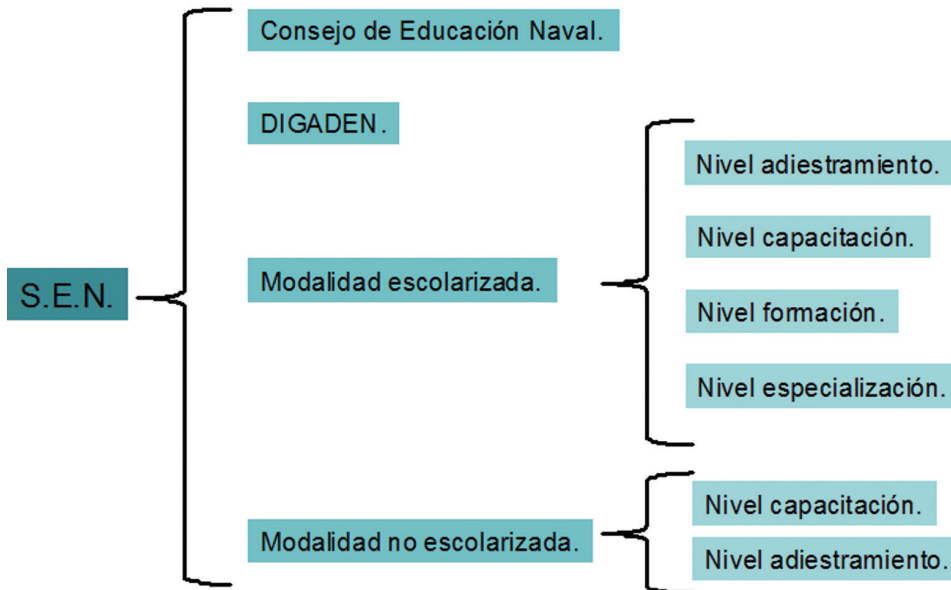 S.E.N.
Consejo de Educación Naval.
DIGADEN.
Modalidad escolarizada.
Nivel adiestramiento.
Nivel capacitación.
Nivel formación.
Nivel especialización.
Modalidad no escolarizada.
Nivel capacitación.
Nivel adiestramiento.